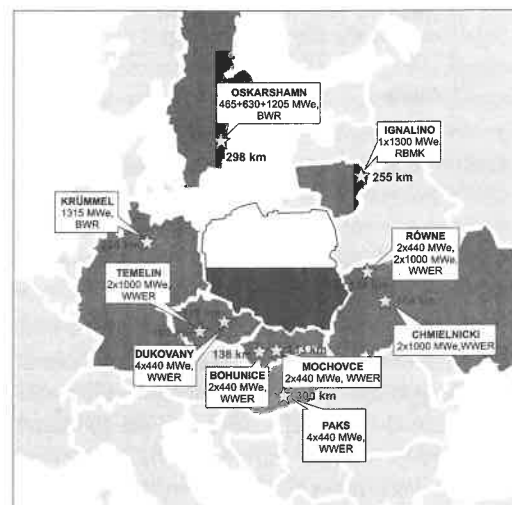 OSKARSHAMN
465+630+1205 MWe,
BWR
298 km
IGNALINO
1x1300 MWe,
RBMK
255 km
KRÜMMEL
1315 MWe,
BWR
RÓWNE
2x440 MWe,
2x1000 MWe,
WWER
TEMELIN
2x1000 MWe,
WWER
CHMIELNICKI
2x1000 MWe,WWER
DUKOVANY
4x440 MWe,
WWER
138 km
BOHUNICE
2x440 MWe,
WWER
MOCHOVCE
2x440 MWe, WWER
300 km
PAKS
4x440 MWe,
WWER